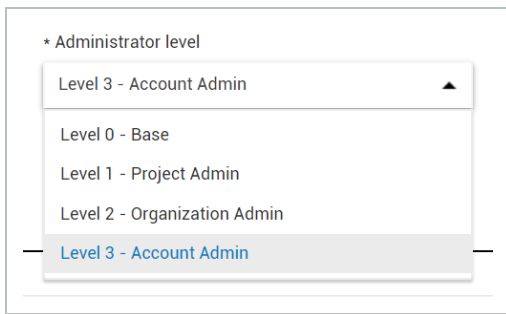 * Administrator level
Level 3 - Account Admin
Level 0 - Base
Level 1 - Project Admin
Level 2 - Organization Admin
Level 3 - Account Admin